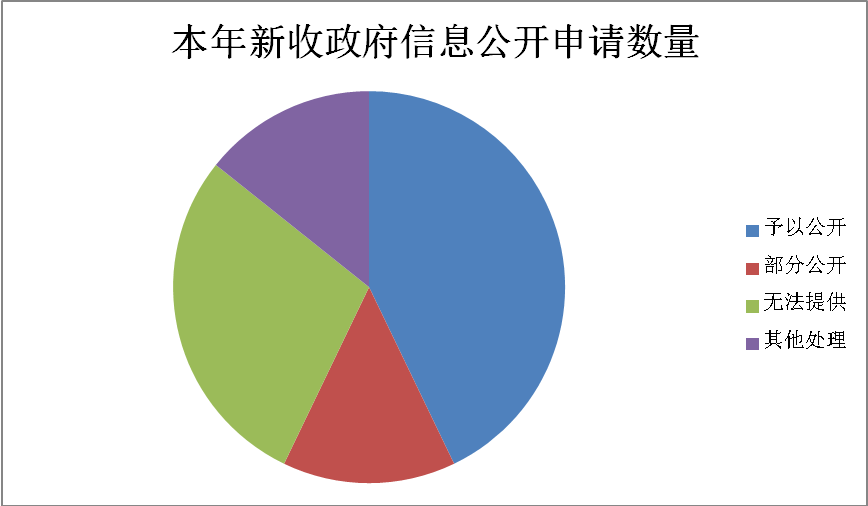 本年新收政府信息公开申请数量
予以公开
部分公开
无法提供
其他处理